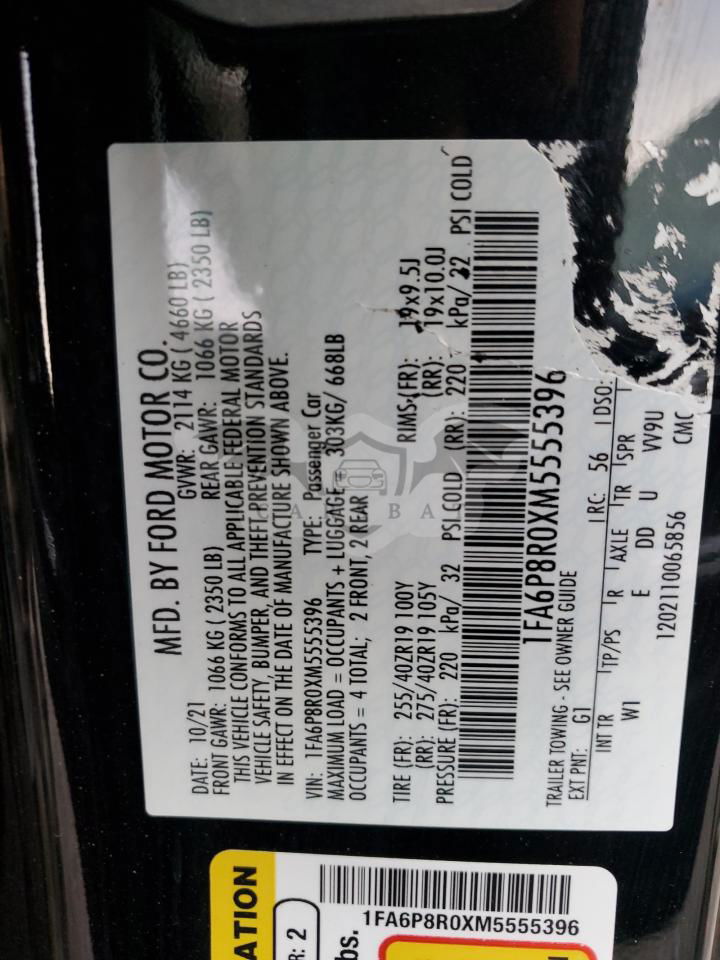 MFD. BY FORD MOTOR CO.
DATE: 10/21 GVWR: 2114 KG ( 4660 LB)
FRONT GAWR: 1066 KG ( 2350 LB) REAR GAWR: 1066 KG ( 2350 LB)
THIS VEHICLE CONFORMS TO ALL APPLICABLE FEDERAL MOTOR
VEHICLE SAFETY, BUMPER, AND THEFT PREVENTION STANDARDS
IN EFFECT ON THE DATE OF MANUFACTURE SHOWN ABOVE.
VIN: 1FA6P8R0XM5555396 TYPE: Passenger Car
MAXIMUM LOAD = OCCUPANTS + LUGGAGE = 303KG/ 668LB
OCCUPANTS = 4 TOTAL; 2 FRONT, 2 REAR
TIRE (FR): 255/40ZR19 100Y RIMS (FR): 19x9.5J
(RR): 275/40ZR19 105Y (RR): 19x10.0J
PRESSURE (FR): 220 kPa/ 32 PSI COLD (RR): 220 kPa/ 32 PSI COLD
1FA6P8R0XM5555396
TRAILER TOWING - SEE OWNER GUIDE
EXT PNT: G1 RC: 56 DSO:
INT TR TP/PS R AXLE TR SPR
W1 E DD U VV9U
1202110065856 CMC
ATION
R: 2
bs.
1FA6P8R0XM5555396